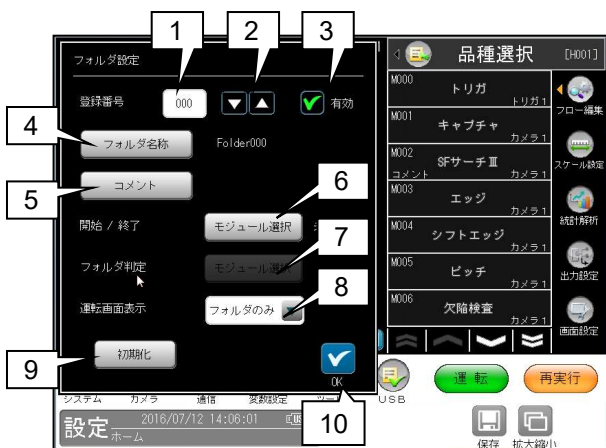 1 2 3
フォルダ設定
登録番号 000 有効
4 フォルダ名称 Folder000
5 コメント
6
開始 / 終了 モジュール選択
7
フォルダ判定 モジュール選択
8
運転画面表示 フォルダのみ
9 初期化
OK
10
品種選択 [H001]
M000 トリガ
トリガ1
M001 キャプチャ
カメラ1
M002 SFサーチⅢ
コメント カメラ1
M003 エッジ
カメラ1
M004 シフトエッジ
カメラ1
M005 ピッチ
カメラ1
M006 欠陥検査
カメラ1
フロー編集
スケール設定
統計解析
出力設定
画面設定
システム カメラ 通信 変数設定
USB
運転 再実行
設定 ホーム
2016/07/12 14:06:01
保存 拡大縮小